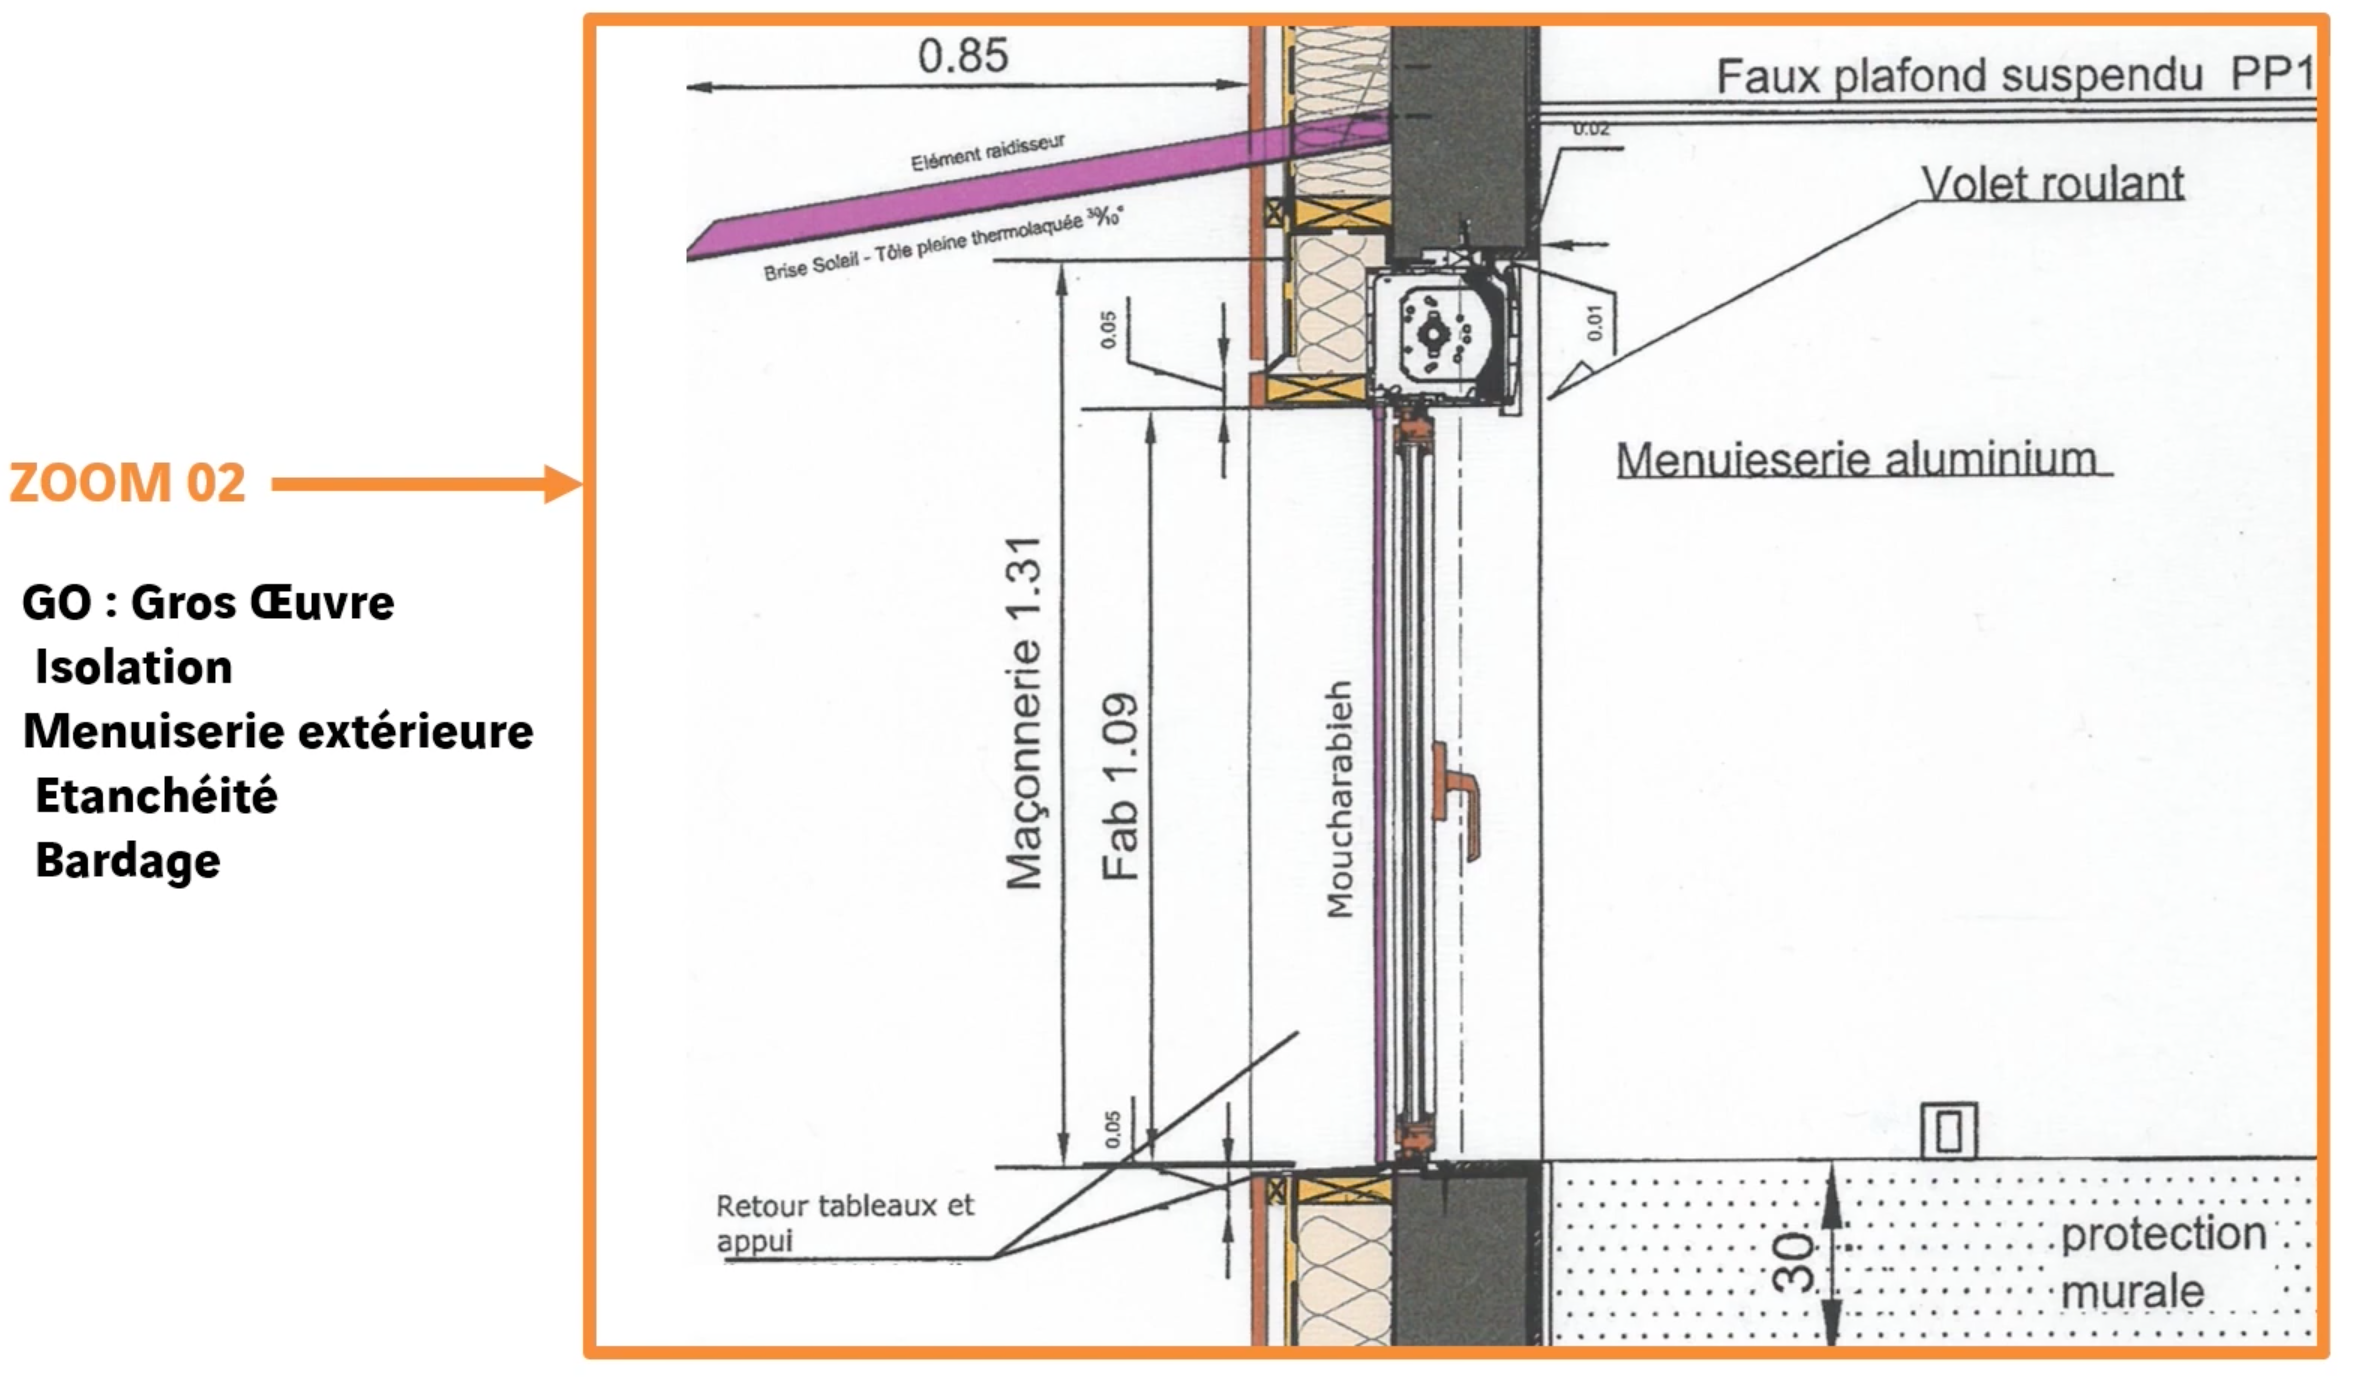 ZOOM 02
GO : Gros Œuvre
Isolation
Menuiserie extérieure
Etanchéité
Bardage
0.85
Faux plafond suspendu PP1
Elément raidisseur
0.02
Volet roulant
Brise Soleil - Tôle pleine thermolaquée 30/10°
0.05
0.01
Menuieserie aluminium
Maçonnerie 1.31
Fab 1.09
Moucharabieh
0.05
Retour tableaux et
appui
30
protection
murale